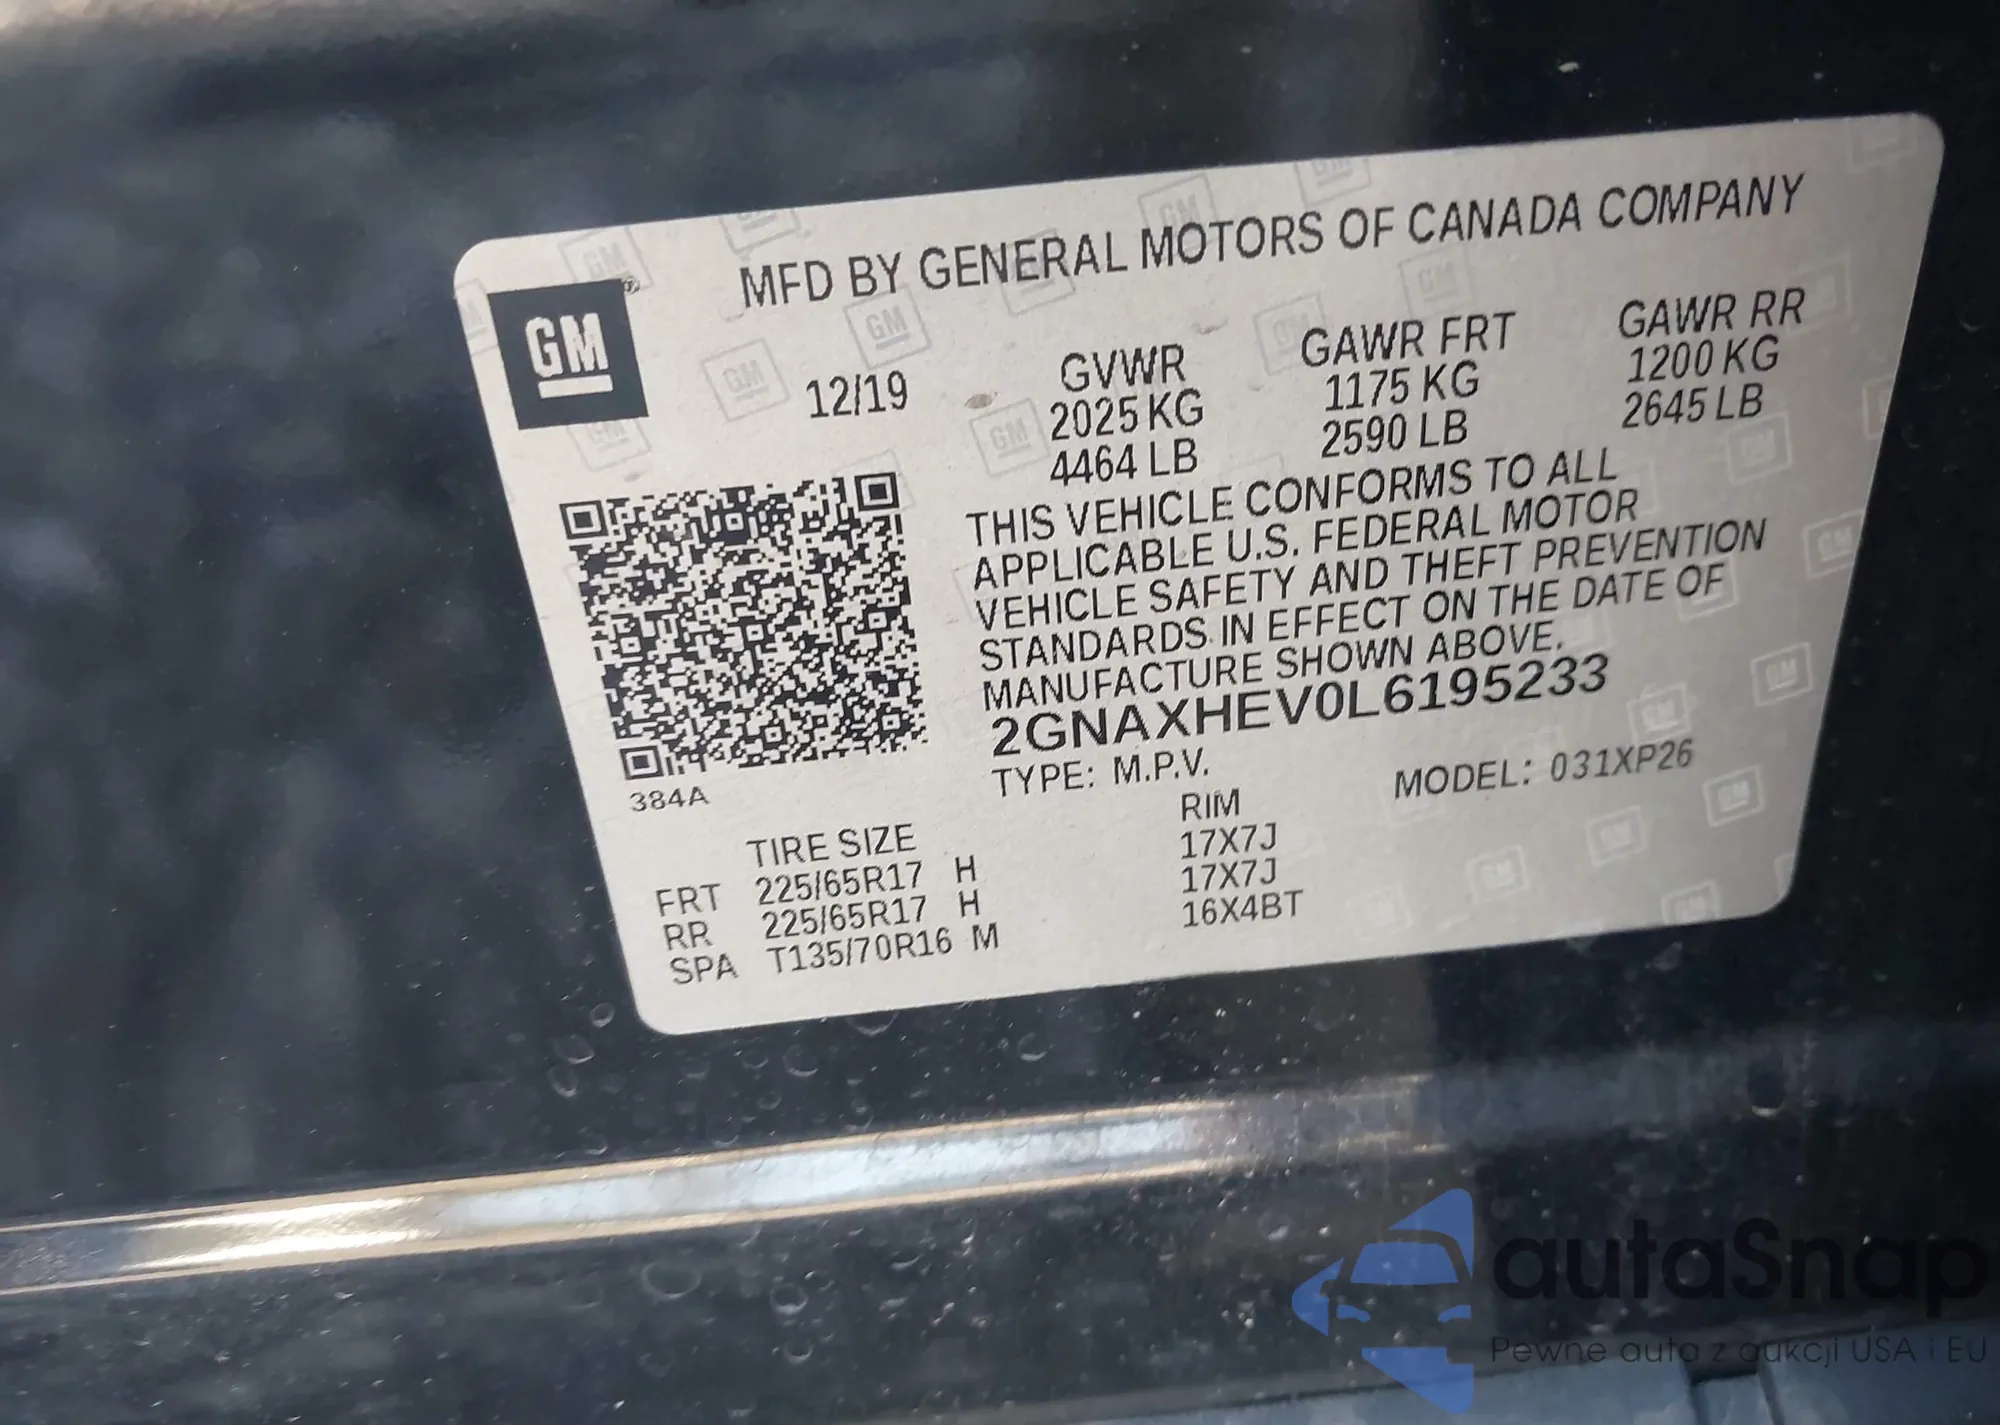 MFD BY GENERAL MOTORS OF CANADA COMPANY
GM
®
12/19
GVWR
2025 KG
4464 LB
GAWR FRT
1175 KG
2590 LB
GAWR RR
1200 KG
2645 LB
THIS VEHICLE CONFORMS TO ALL
APPLICABLE U.S. FEDERAL MOTOR
VEHICLE SAFETY AND THEFT PREVENTION
STANDARDS IN EFFECT ON THE DATE OF
MANUFACTURE SHOWN ABOVE.
2GNAXHEV0L6195233
TYPE: M.P.V. MODEL: 031XP26
384A
TIRE SIZE RIM
FRT 225/65R17 H 17X7J
RR 225/65R17 H 17X7J
SPA T135/70R16 M 16X4BT
autaSnap
Pewne auta z aukcji USA i EU